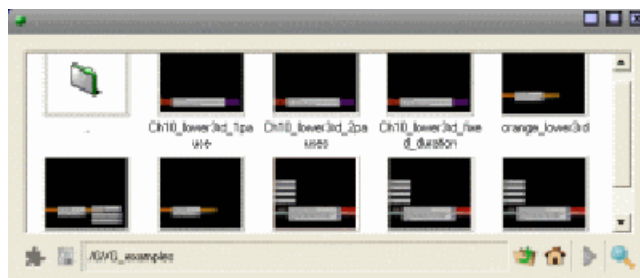 ..
Ch10_lower3rd_1pa
use
Ch10_lower3rd_2pa
uses
Ch10_lower3rd_fixe
d_duration
orange_lower3rd
/GVG_examples